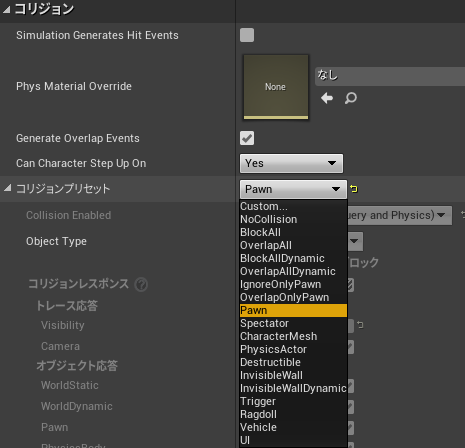 コリジョン
Simulation Generates Hit Events
Phys Material Override
None
なし
Generate Overlap Events
Can Character Step Up On
Yes
コリジョンプリセット
Pawn
Custom...
NoCollision
Collision Enabled
uery and Physics)
BlockAll
OverlapAll
Object Type
BlockAllDynamic
ブロック
OverlapAllDynamic
コリジョンレスポンス
IgnoreOnlyPawn
OverlapOnlyPawn
トレース応答
Pawn
Visibility
Spectator
CharacterMesh
Camera
PhysicsActor
オブジェクト応答
Destructible
InvisibleWall
WorldStatic
InvisibleWallDynamic
Trigger
WorldDynamic
Ragdoll
Pawn
Vehicle
UI
PhysicsBody